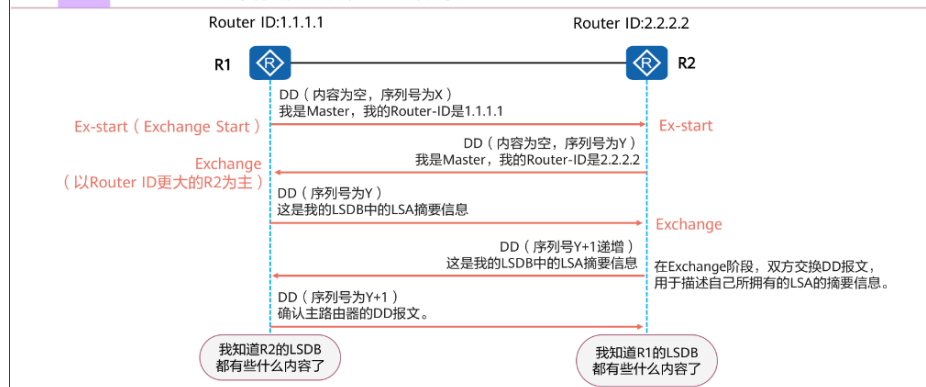 Router ID:1.1.1.1
Router ID:2.2.2.2
R1
R
R
R2
DD（内容为空，序列号为X）
我是Master，我的Router-ID是1.1.1.1
Ex-start（Exchange Start）
Ex-start
DD（内容为空，序列号为Y）
我是Master，我的Router-ID是2.2.2.2
Exchange
（以Router ID更大的R2为主）
DD（序列号为Y）
这是我的LSDB中的LSA摘要信息
Exchange
DD（序列号Y+1递增）
这是我的LSDB中的LSA摘要信息
在Exchange阶段，双方交换DD报文，
用于描述自己所拥有的LSA的摘要信息。
DD（序列号为Y+1）
确认主路由器的DD报文。
我知道R2的LSDB
都有些什么内容了
我知道R1的LSDB
都有些什么内容了